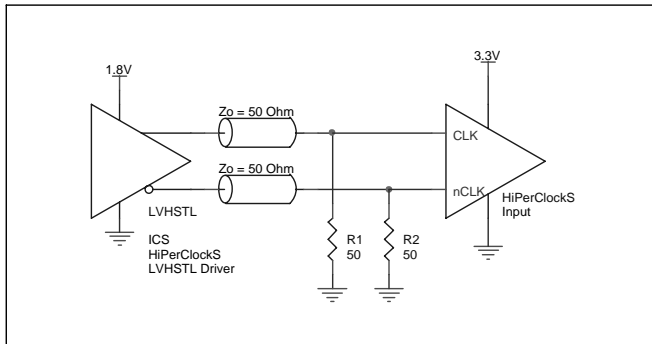 1.8V
3.3V
Zo = 50 Ohm
CLK
Zo = 50 Ohm
nCLK
HiPerClockS
Input
LVHSTL
ICS
HiPerClockS
LVHSTL Driver
R1
50
R2
50